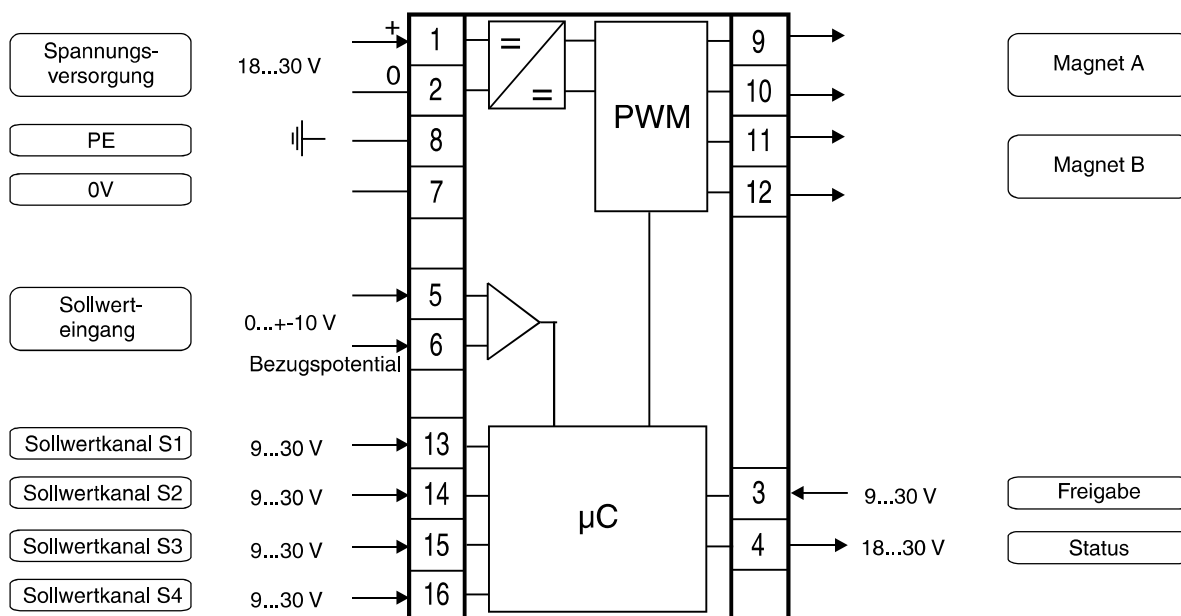 Spannungs-
versorgung
18...30 V
+
0
1
2
=
=
PWM
9
10
Magnet A
PE
8
11
0V
7
12
Magnet B
Sollwert-
eingang
0...+-10 V
Bezugspotential
5
6
Sollwertkanal S1
9...30 V
13
Sollwertkanal S2
9...30 V
14
µC
3
9...30 V
Freigabe
Sollwertkanal S3
9...30 V
15
4
18...30 V
Status
Sollwertkanal S4
9...30 V
16